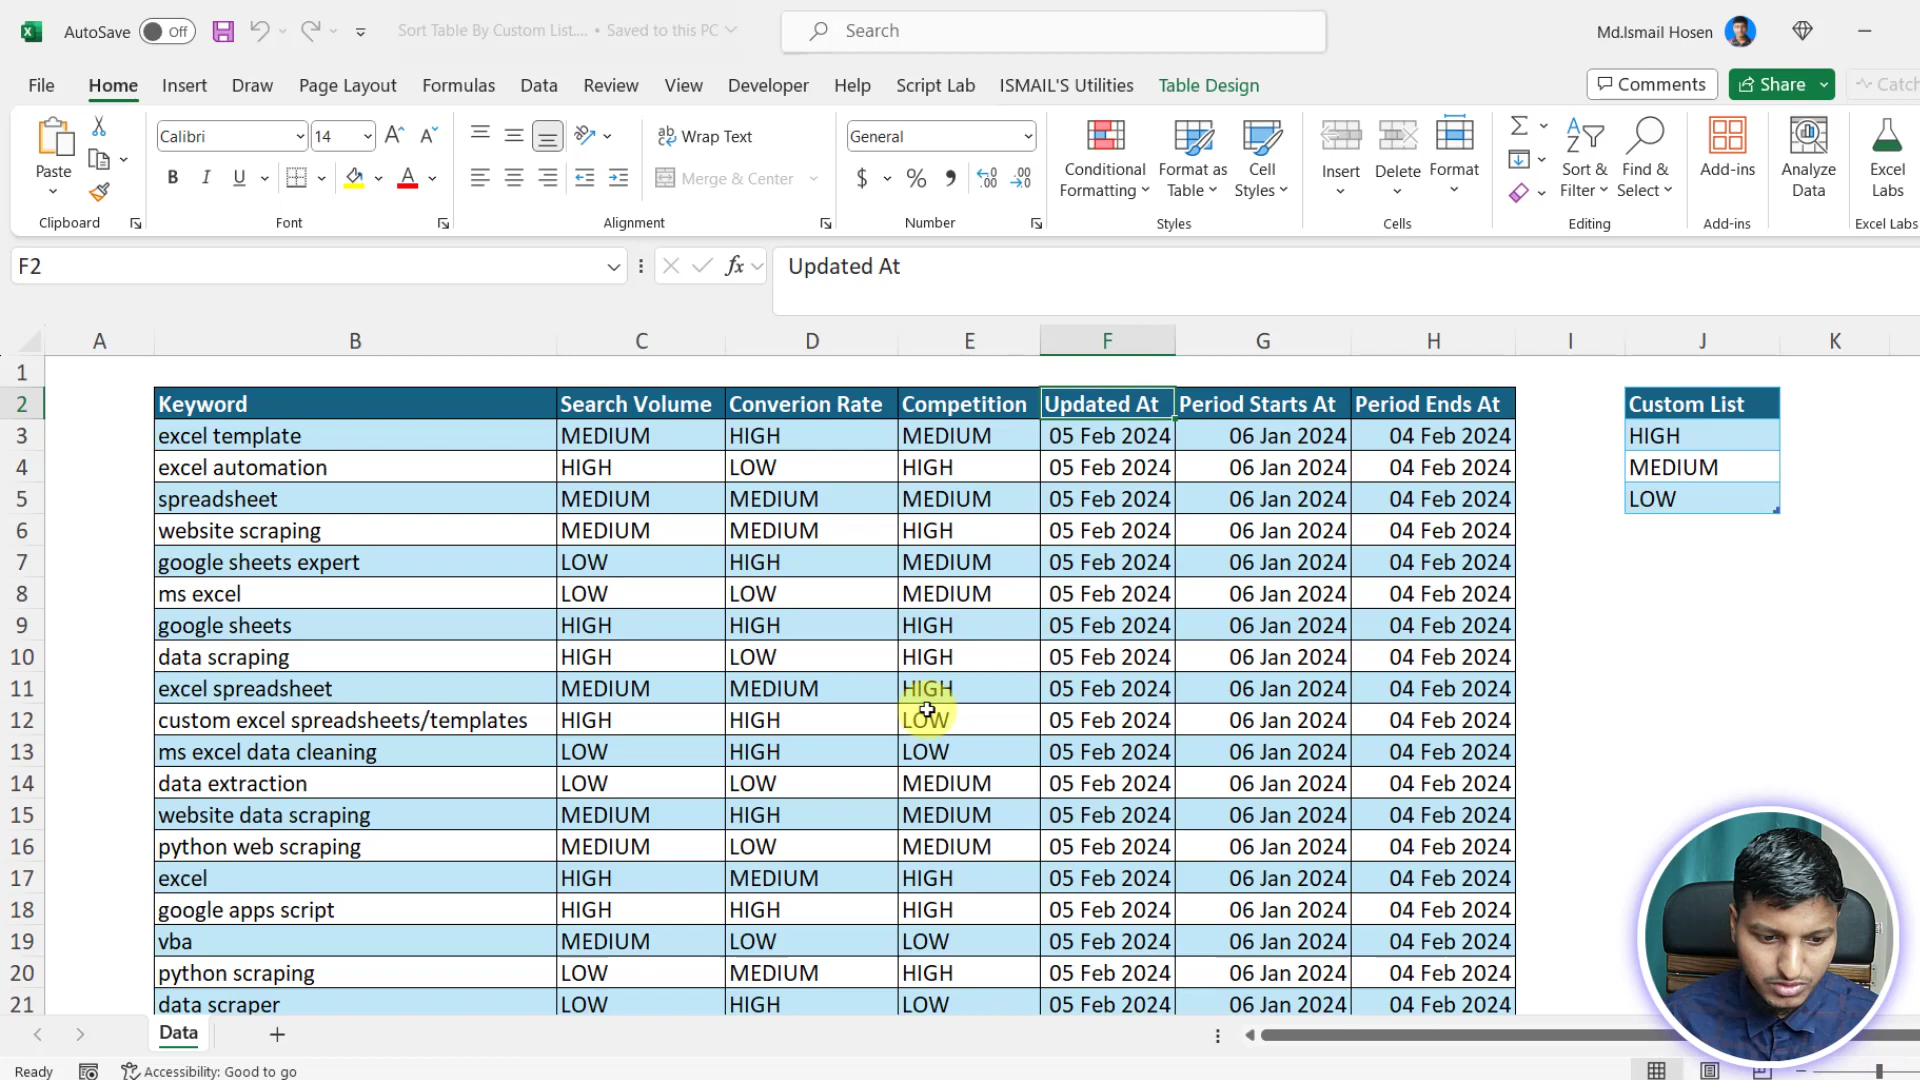 AutoSave Off Sort Table By Custom List.... • Saved to this PC Search Md.Ismail Hosen
File Home Insert Draw Page Layout Formulas Data Review View Developer Help Script Lab ISMAIL'S Utilities Table Design Comments Share Catch
Paste Calibri 14 Wrap Text General Conditional Formatting Format as Table Cell Styles Insert Delete Format Sort & Filter Find & Select Add-ins Analyze Data Excel Labs
B I U Merge & Center $ %
Clipboard Font Alignment Number Styles Cells Editing Add-ins Excel Labs
F2 fx Updated At
A B C D E F G H I J K
1
2 Keyword Search Volume Converion Rate Competition Updated At Period Starts At Period Ends At Custom List
3 excel template MEDIUM HIGH MEDIUM 05 Feb 2024 06 Jan 2024 04 Feb 2024 HIGH
4 excel automation HIGH LOW HIGH 05 Feb 2024 06 Jan 2024 04 Feb 2024 MEDIUM
5 spreadsheet MEDIUM MEDIUM MEDIUM 05 Feb 2024 06 Jan 2024 04 Feb 2024 LOW
6 website scraping MEDIUM MEDIUM HIGH 05 Feb 2024 06 Jan 2024 04 Feb 2024
7 google sheets expert LOW HIGH MEDIUM 05 Feb 2024 06 Jan 2024 04 Feb 2024
8 ms excel LOW LOW MEDIUM 05 Feb 2024 06 Jan 2024 04 Feb 2024
9 google sheets HIGH HIGH HIGH 05 Feb 2024 06 Jan 2024 04 Feb 2024
10 data scraping HIGH LOW HIGH 05 Feb 2024 06 Jan 2024 04 Feb 2024
11 excel spreadsheet MEDIUM MEDIUM HIGH 05 Feb 2024 06 Jan 2024 04 Feb 2024
12 custom excel spreadsheets/templates HIGH HIGH LOW 05 Feb 2024 06 Jan 2024 04 Feb 2024
13 ms excel data cleaning LOW HIGH LOW 05 Feb 2024 06 Jan 2024 04 Feb 2024
14 data extraction LOW LOW MEDIUM 05 Feb 2024 06 Jan 2024 04 Feb 2024
15 website data scraping MEDIUM HIGH MEDIUM 05 Feb 2024 06 Jan 2024 04 Feb 2024
16 python web scraping MEDIUM LOW MEDIUM 05 Feb 2024 06 Jan 2024 04 Feb 2024
17 excel HIGH MEDIUM HIGH 05 Feb 2024 06 Jan 2024 04 Feb 2024
18 google apps script HIGH HIGH HIGH 05 Feb 2024 06 Jan 2024 04 Feb 2024
19 vba MEDIUM LOW LOW 05 Feb 2024 06 Jan 2024 04 Feb 2024
20 python scraping LOW MEDIUM HIGH 05 Feb 2024 06 Jan 2024 04 Feb 2024
21 data scraper LOW HIGH LOW 05 Feb 2024 06 Jan 2024 04 Feb 2024
Data
Ready Accessibility: Good to go